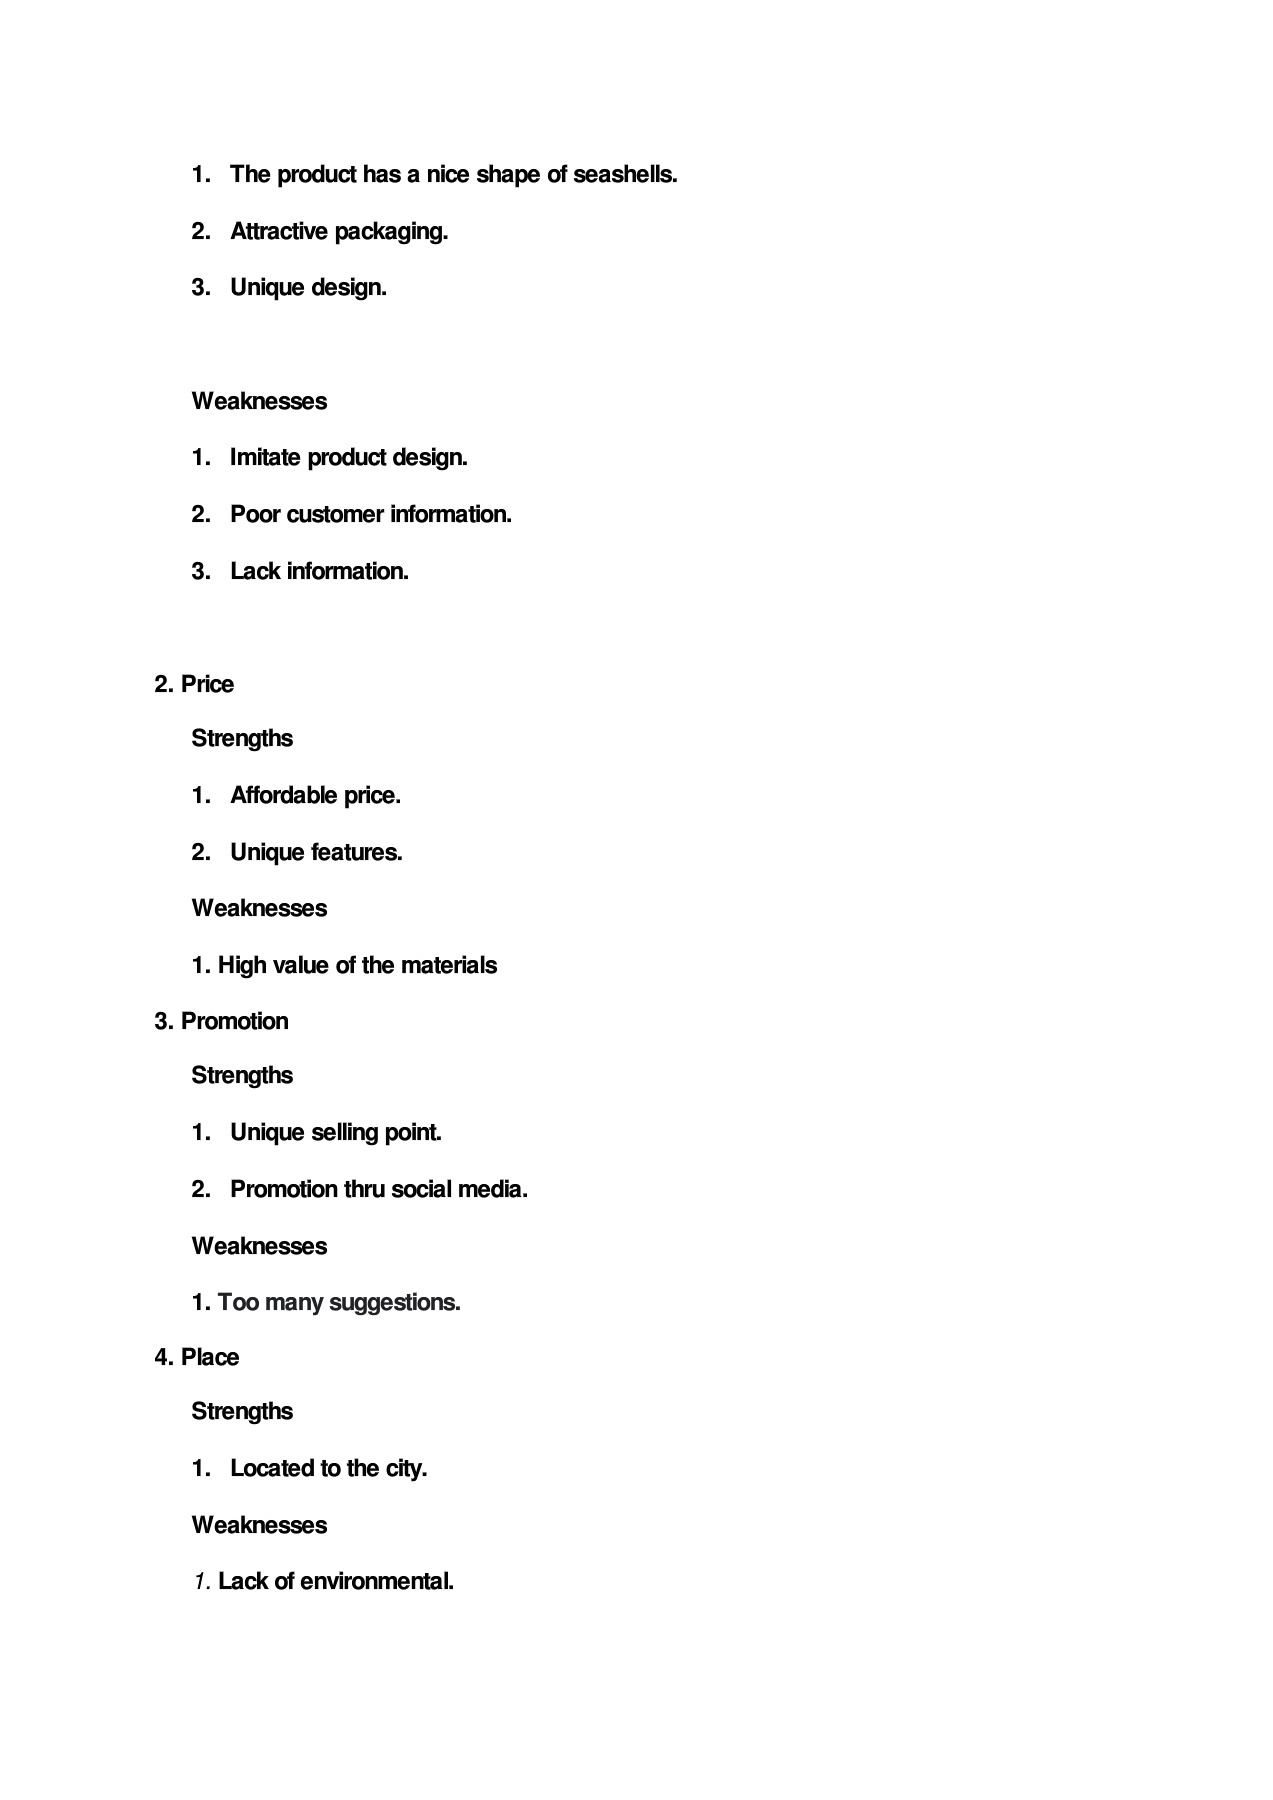 1. The product has a nice shape of seashells.
2. Attractive packaging.
3. Unique design.
Weaknesses
1. Imitate product design.
2. Poor customer information.
3. Lack information.
2. Price
Strengths
1. Affordable price.
2. Unique features.
Weaknesses
1. High value of the materials
3. Promotion
Strengths
1. Unique selling point.
2. Promotion thru social media.
Weaknesses
1. Too many suggestions.
4. Place
Strengths
1. Located to the city.
Weaknesses
1. Lack of environmental.